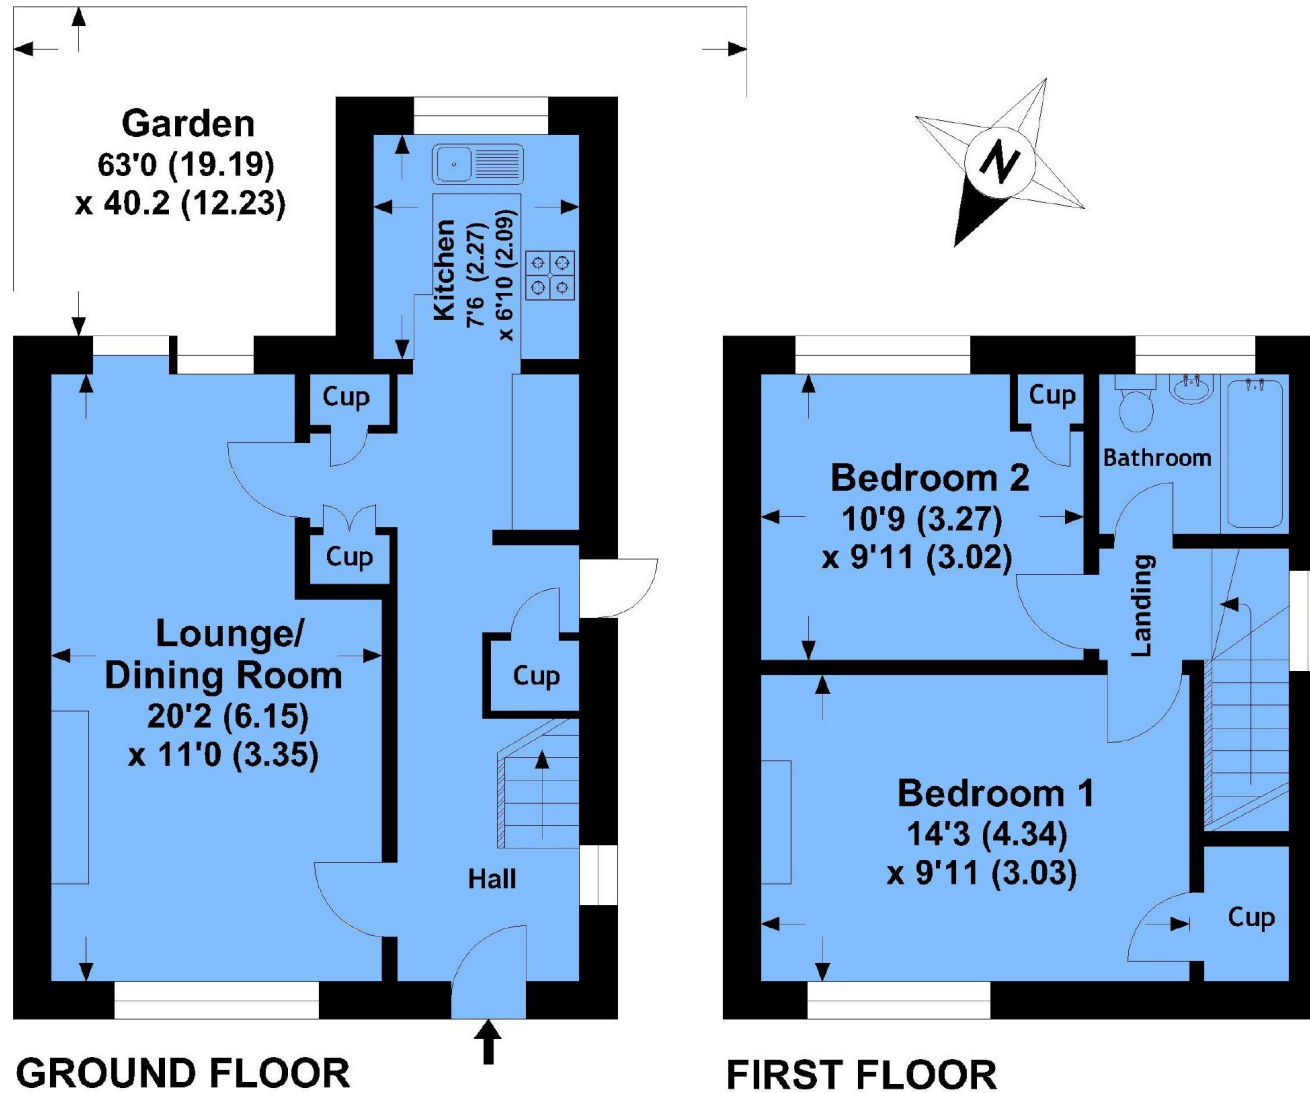 Garden
63'0 (19.19)
x 40.2 (12.23)
Kitchen
7'6 (2.27)
x 6'10 (2.09)
N
Cup
Cup
Lounge/
Dining Room
20'2 (6.15)
x 11'0 (3.35)
Cup
Hall
GROUND FLOOR
Cup
Bathroom
Bedroom 2
10'9 (3.27)
x 9'11 (3.02)
Landing
Bedroom 1
14'3 (4.34)
x 9'11 (3.03)
Cup
FIRST FLOOR